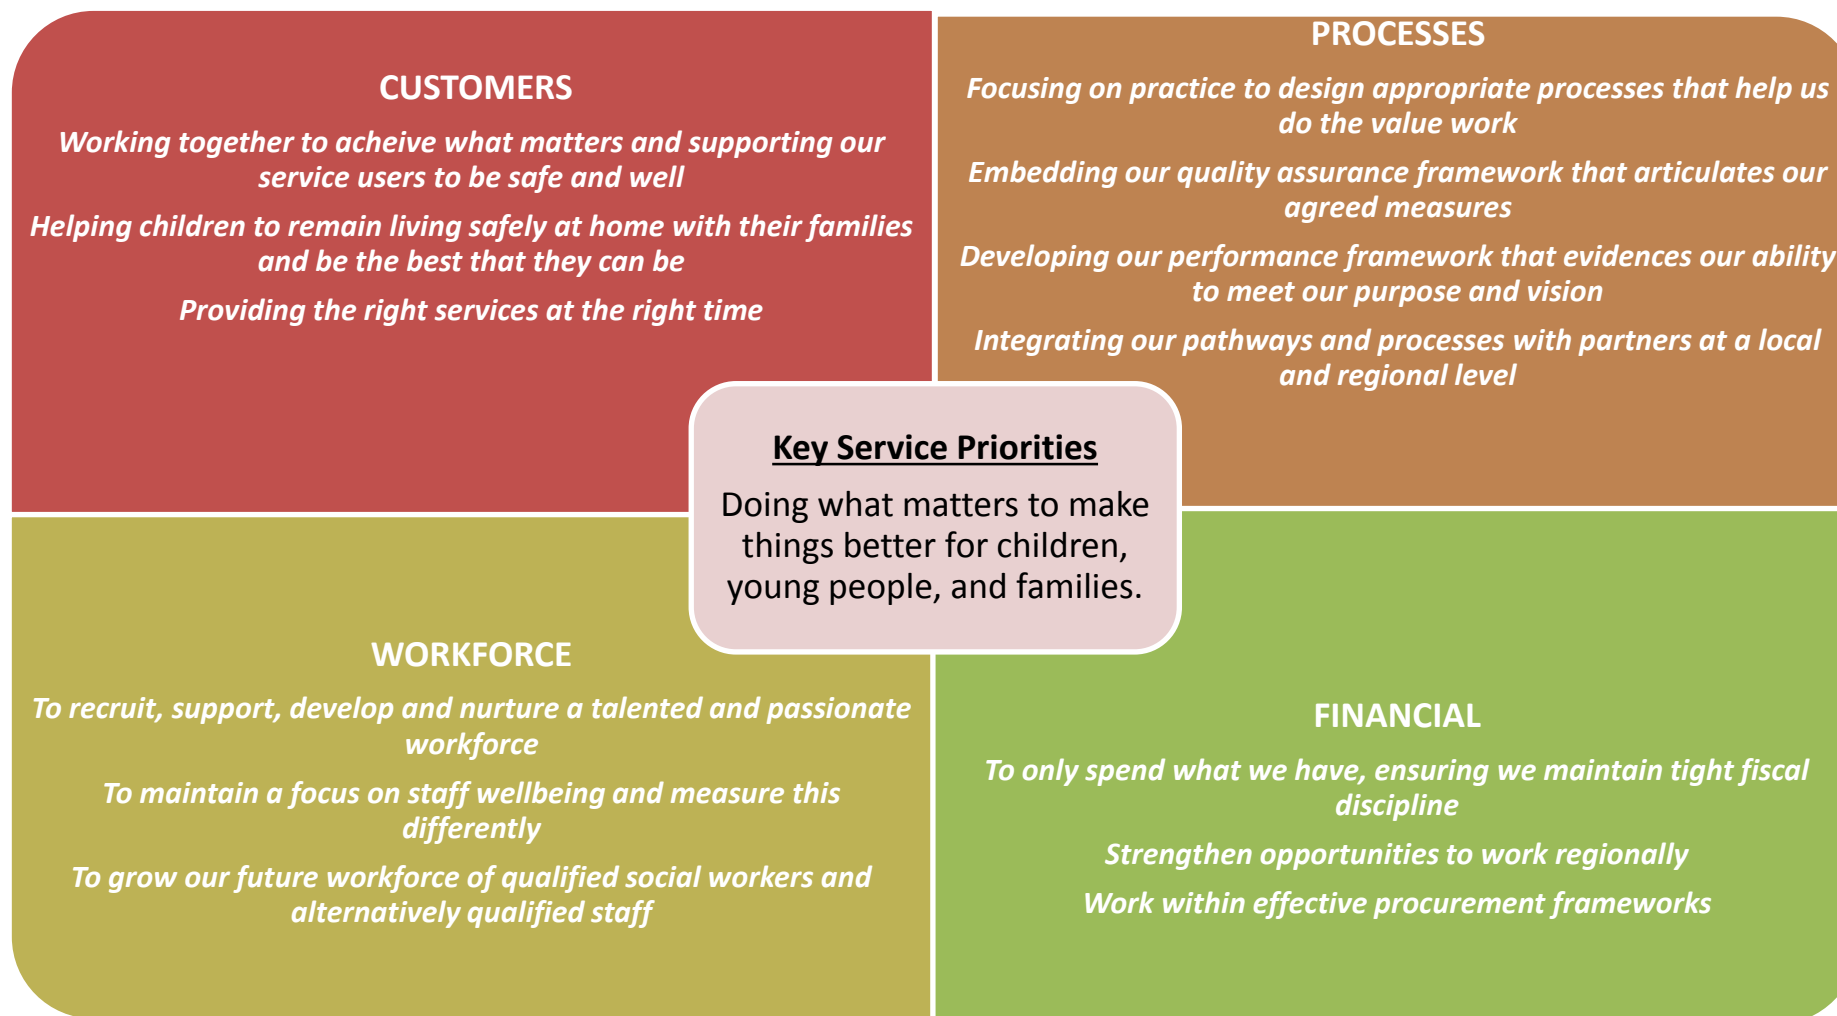 CUSTOMERS
Working together to acheive what matters and supporting our
service users to be safe and well
Helping children to remain living safely at home with their families
and be the best that they can be
Providing the right services at the right time
PROCESSES
Focusing on practice to design appropriate processes that help us
do the value work
Embedding our quality assurance framework that articulates our
agreed measures
Developing our performance framework that evidences our ability
to meet our purpose and vision
Integrating our pathways and processes with partners at a local
and regional level
Key Service Priorities
Doing what matters to make
things better for children,
young people, and families.
WORKFORCE
To recruit, support, develop and nurture a talented and passionate
workforce
To maintain a focus on staff wellbeing and measure this
differently
To grow our future workforce of qualified social workers and
alternatively qualified staff
FINANCIAL
To only spend what we have, ensuring we maintain tight fiscal
discipline
Strengthen opportunities to work regionally
Work within effective procurement frameworks